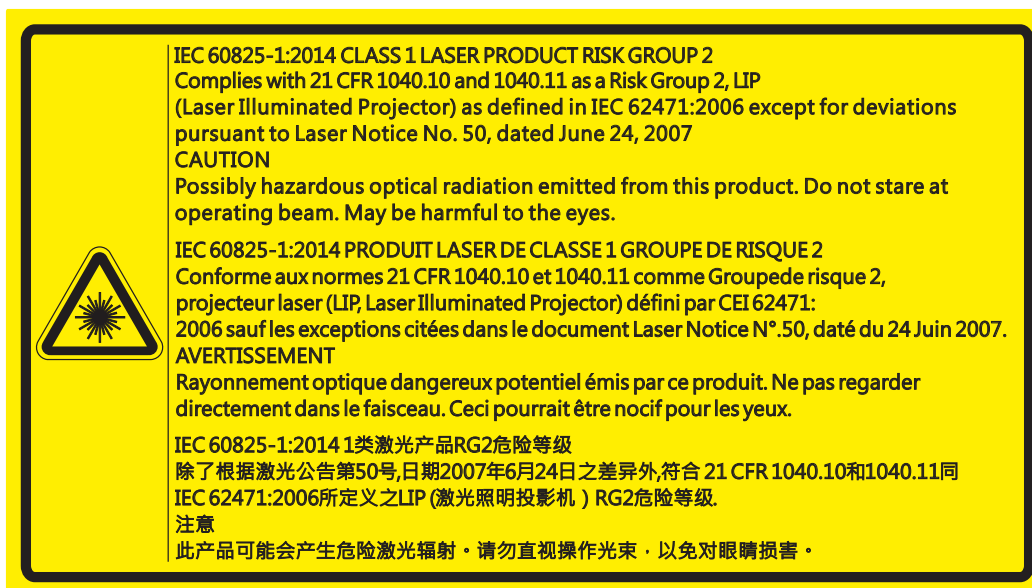 IEC 60825-1:2014 CLASS 1 LASER PRODUCT RISK GROUP 2
Complies with 21 CFR 1040.10 and 1040.11 as a Risk Group 2, LIP
(Laser Illuminated Projector) as defined in IEC 62471:2006 except for deviations
pursuant to Laser Notice No. 50, dated June 24, 2007
CAUTION
Possibly hazardous optical radiation emitted from this product. Do not stare at
operating beam. May be harmful to the eyes.
IEC 60825-1:2014 PRODUIT LASER DE CLASSE 1 GROUPE DE RISQUE 2
Conforme aux normes 21 CFR 1040.10 et 1040.11 comme Groupede risque 2,
projecteur laser (LIP, Laser Illuminated Projector) défini par CEI 62471:
2006 sauf les exceptions citées dans le document Laser Notice N°.50, daté du 24 Juin 2007.
AVERTISSEMENT
Rayonnement optique dangereux potentiel émis par ce produit. Ne pas regarder
directement dans le faisceau. Ceci pourrait être nocif pour les yeux.
IEC 60825-1:2014 1类激光产品RG2危险等级
除了根据激光公告第50号,日期2007年6月24日之差异外,符合 21 CFR 1040.10和1040.11同
IEC 62471:2006所定义之LIP (激光照明投影机 ) RG2危险等级.
注意
此产品可能会产生危险激光辐射。请勿直视操作光束，以免对眼睛损害。